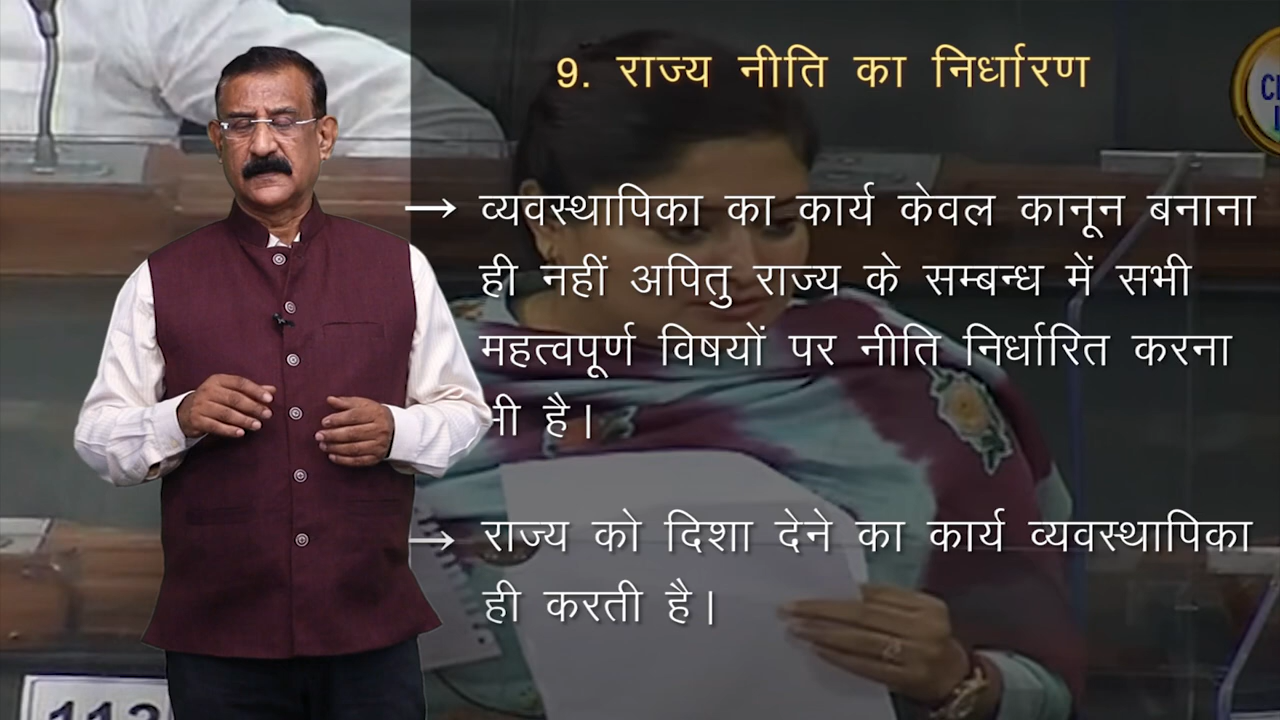 9. राज्य नीति का निर्धारण
→ व्यवस्थापिका का कार्य केवल कानून बनाना
ही नहीं अपितु राज्य के सम्बन्ध में सभी
महत्वपूर्ण विषयों पर नीति निर्धारित करना
भी है।
→ राज्य को दिशा देने का कार्य व्यवस्थापिका
ही करती है।